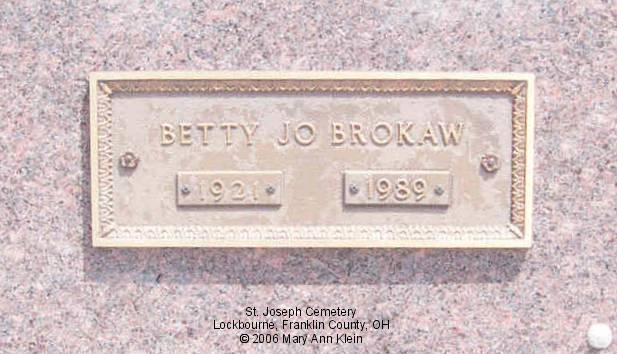 BETTY JO BROKAW
1921 1989
St. Joseph Cemetery
Lockbourne, Franklin County, OH
© 2006 Mary Ann Klein